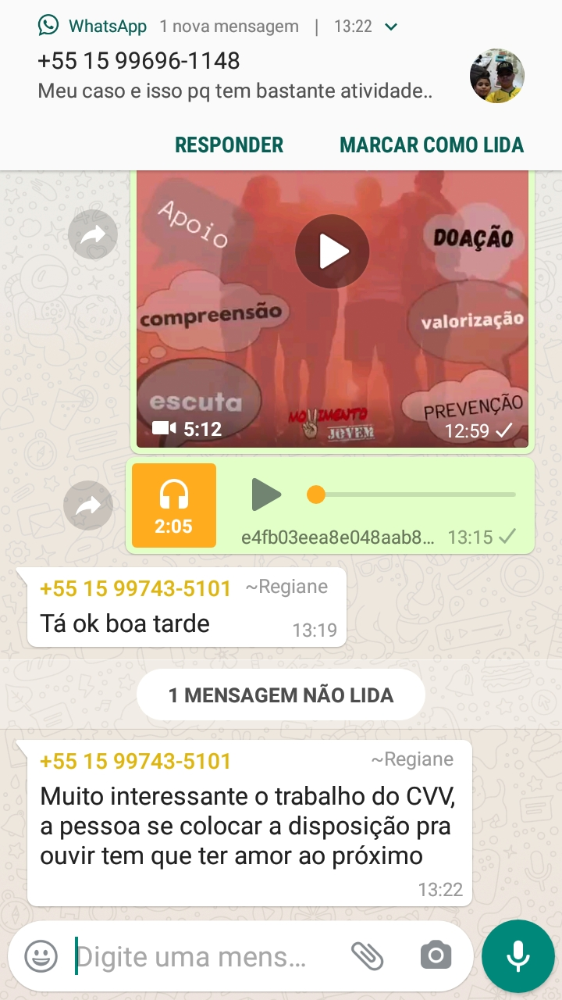 WhatsApp 1 nova mensagem | 13:22
+55 15 99696-1148
Meu caso e isso pq tem bastante atividade..
RESPONDER MARCAR COMO LIDA
Apoio
DOAÇÃO
compreensão
valorização
escuta
PREVENÇÃO
MOVIMENTO
JOVEM
5:12
12:59
2:05
e4fb03eea8e048aab8... 13:15
+55 15 99743-5101 ~Regiane
Tá ok boa tarde
13:19
1 MENSAGEM NÃO LIDA
+55 15 99743-5101 ~Regiane
Muito interessante o trabalho do CVV,
a pessoa se colocar a disposição pra
ouvir tem que ter amor ao próximo
13:22
Digite uma mens...